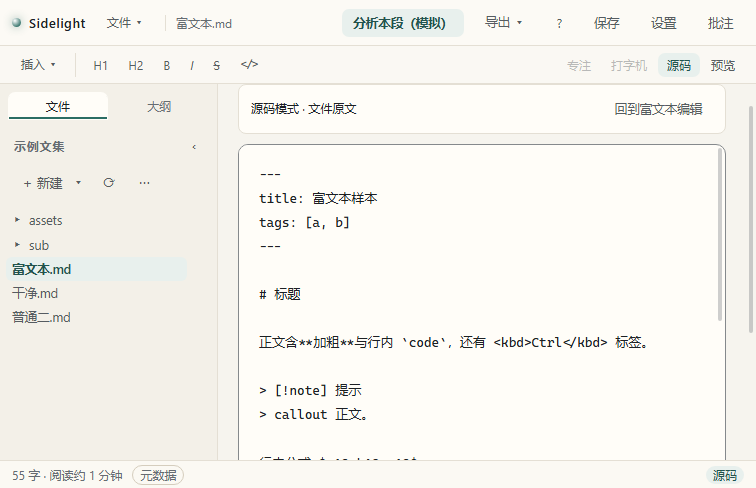 Sidelight 文件 ▾ 富文本.md 分析本段（模拟） 导出 ▾ ? 保存 设置 批注
插入 ▾ H1 H2 B I S </> 专注 打字机 源码 预览
文件 大纲
示例文集 ‹
+ 新建 ▾ ⟳ ···
▸ assets
▸ sub
富文本.md
干净.md
普通二.md
源码模式 · 文件原文 回到富文本编辑
---
title: 富文本样本
tags: [a, b]
---
# 标题
正文含**加粗**与行内 `code`，还有 <kbd>Ctrl</kbd> 标签。
> [!note] 提示
> callout 正文。
55 字 · 阅读约 1 分钟 元数据 源码